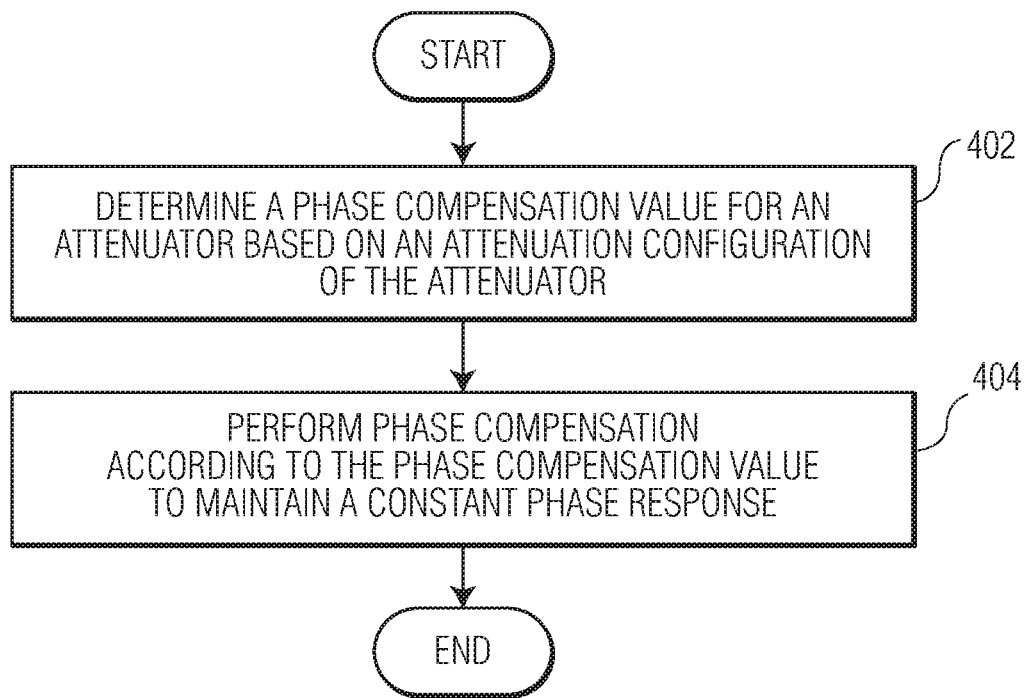 START
402
DETERMINE A PHASE COMPENSATION VALUE FOR AN
ATTENUATOR BASED ON AN ATTENUATION CONFIGURATION
OF THE ATTENUATOR
404
PERFORM PHASE COMPENSATION
ACCORDING TO THE PHASE COMPENSATION VALUE
TO MAINTAIN A CONSTANT PHASE RESPONSE
END